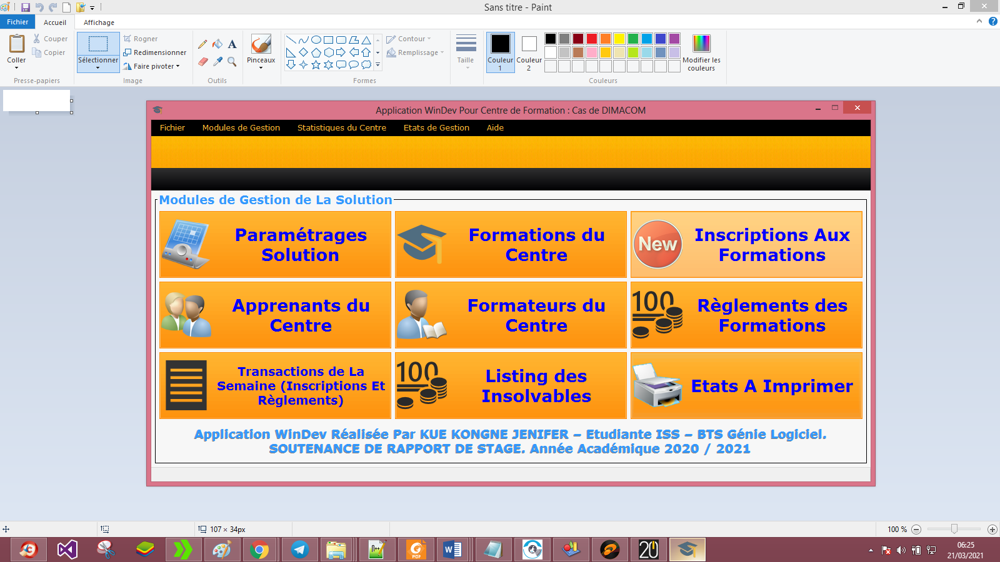 Sans titre - Paint
Fichier
Accueil
Affichage
Coller
Couper
Copier
Presse-papiers
Sélectionner
Rogner
Redimensionner
Faire pivoter
Image
A
Outils
Pinceaux
Formes
Contour
Remplissage
Taille
Couleur
1
Couleur
2
Couleurs
Modifier les
couleurs
Application WinDev Pour Centre de Formation : Cas de DIMACOM
Fichier Modules de Gestion Statistiques du Centre Etats de Gestion Aide
Modules de Gestion de La Solution
Paramétrages
Solution
Formations du
Centre
New
Inscriptions Aux
Formations
Apprenants du
Centre
Formateurs du
Centre
100
Règlements des
Formations
Transactions de La
Semaine (Inscriptions Et
Règlements)
100
Listing des
Insolvables
Etats A Imprimer
Application WinDev Réalisée Par KUE KONGNE JENIFER – Etudiante ISS – BTS Génie Logiciel.
SOUTENANCE DE RAPPORT DE STAGE. Année Académique 2020 / 2021
107 × 34px
100 %
PDF
20
06:25
21/03/2021